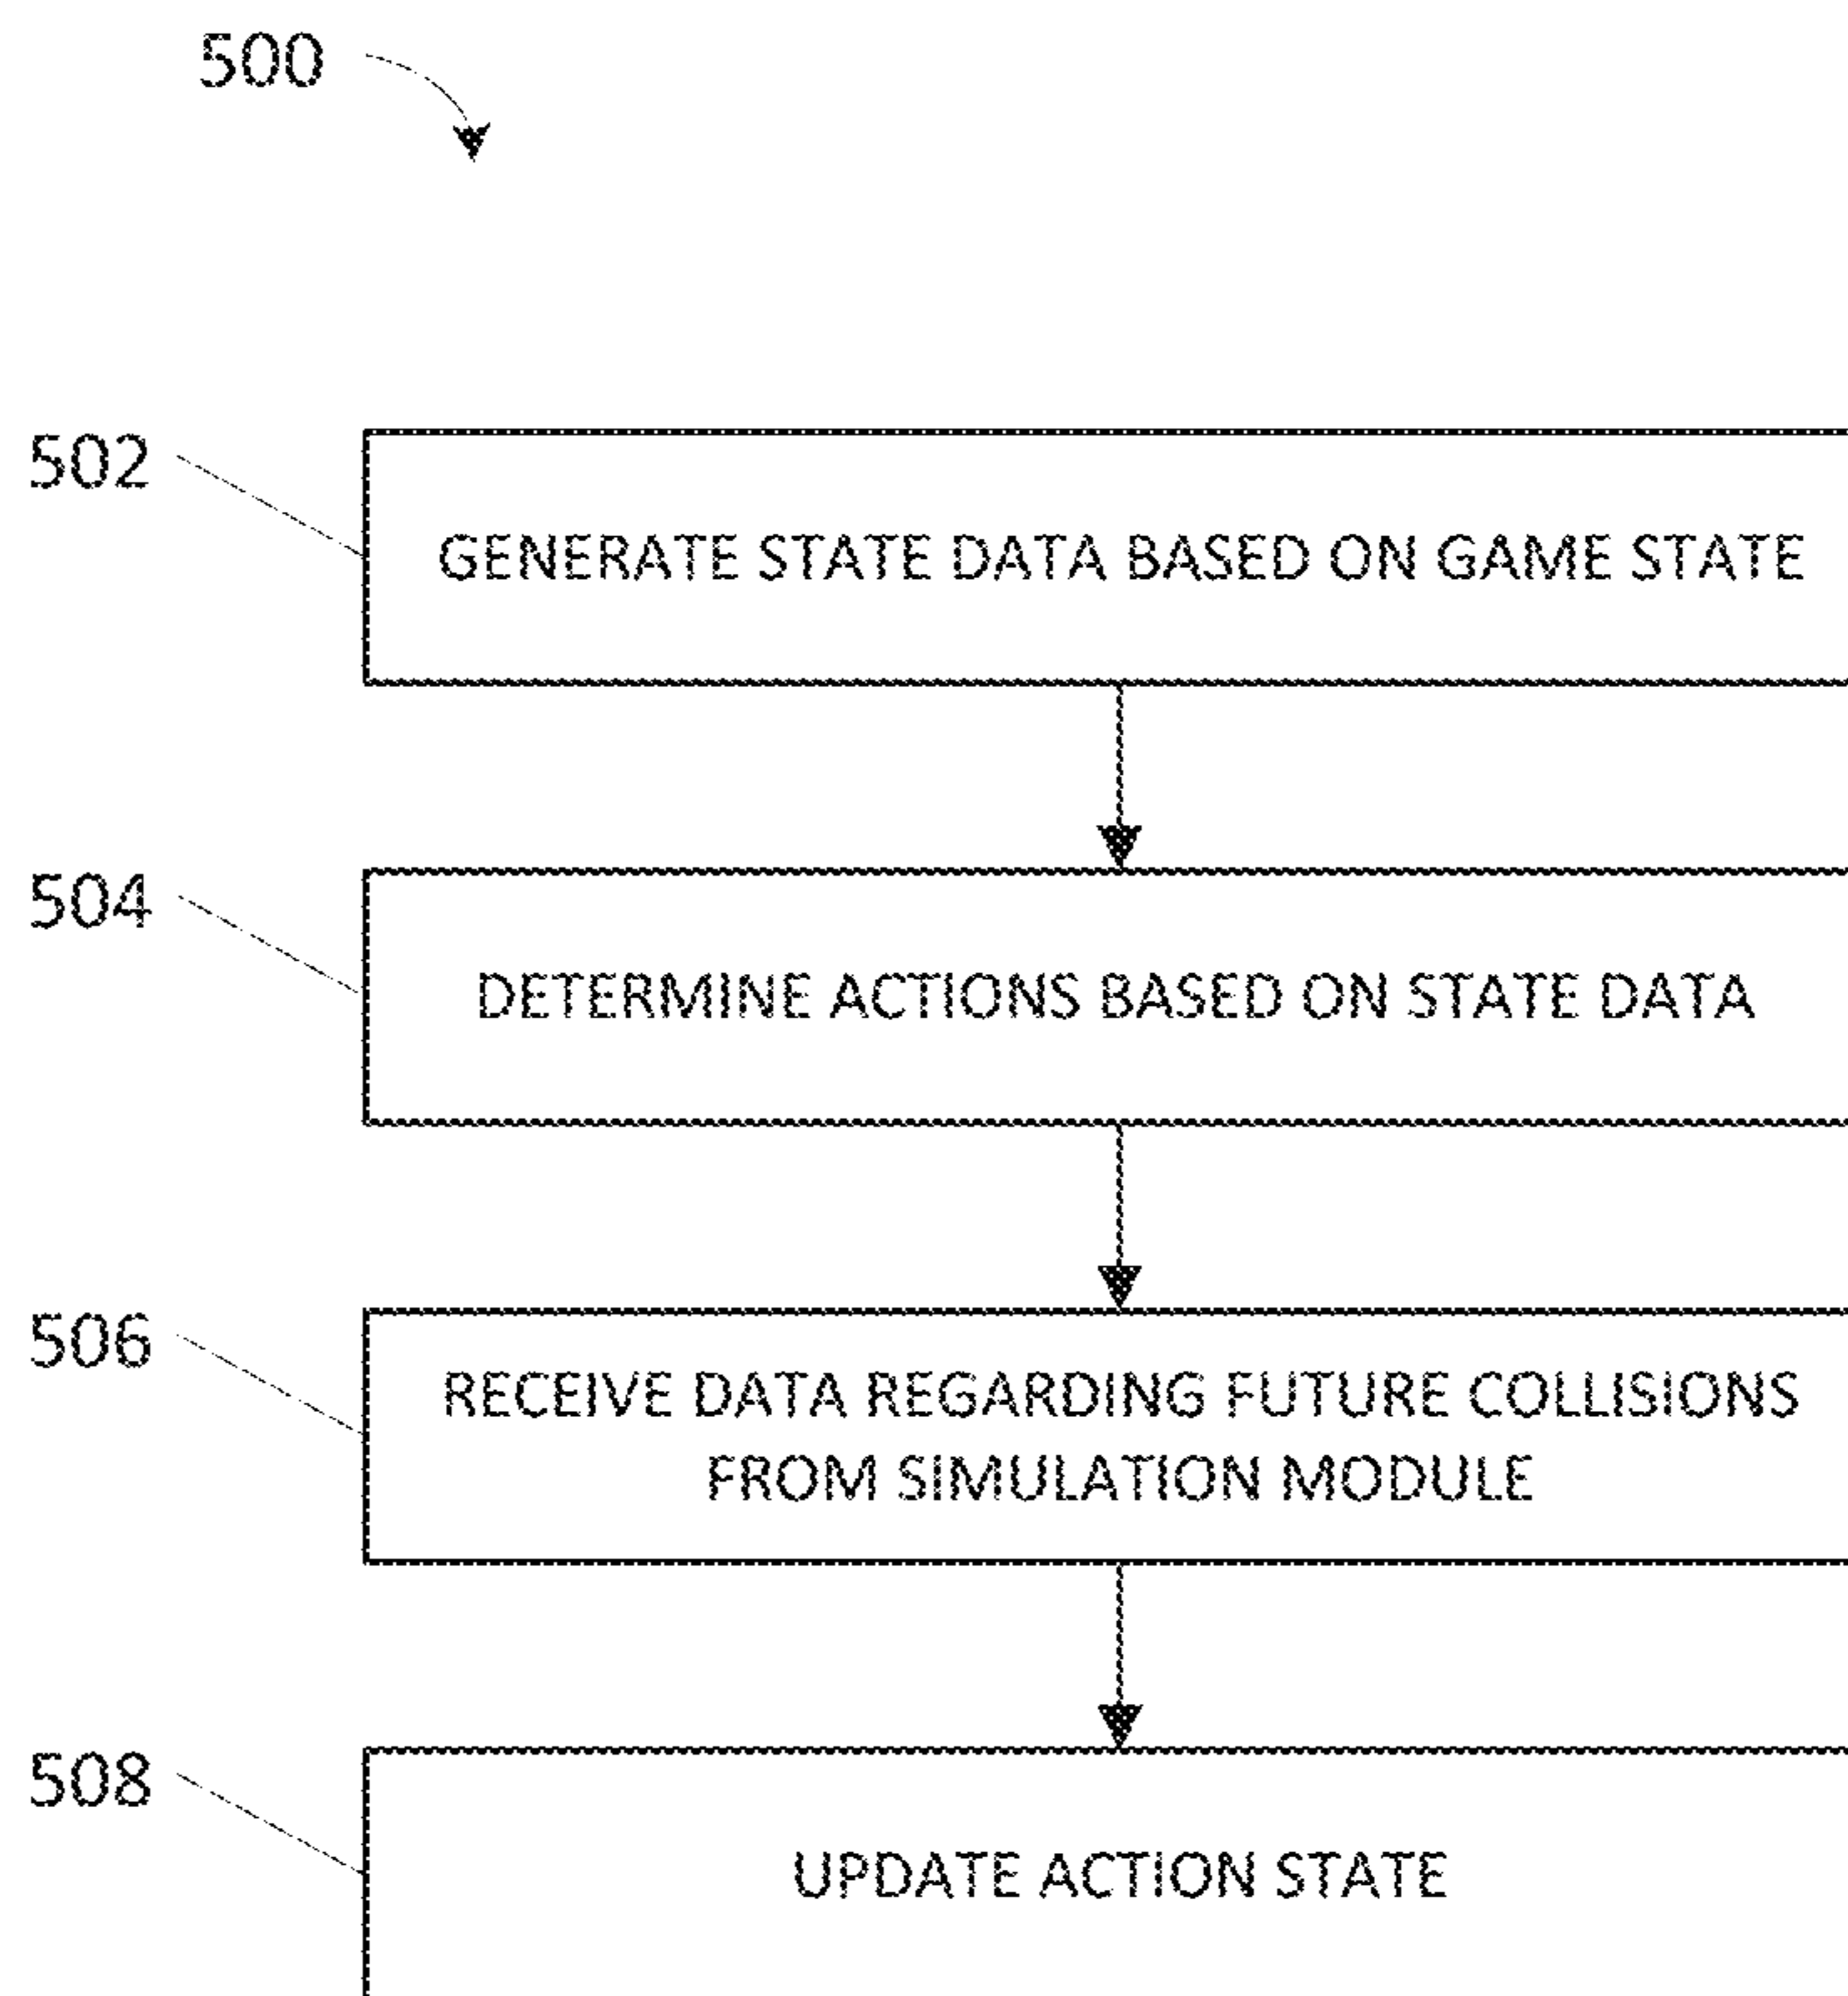 500
502
GENERATE STATE DATA BASED ON GAME STATE
504
DETERMINE ACTIONS BASED ON STATE DATA
506
RECEIVE DATA REGARDING FUTURE COLLISIONS
FROM SIMULATION MODULE
508
UPDATE ACTION STATE